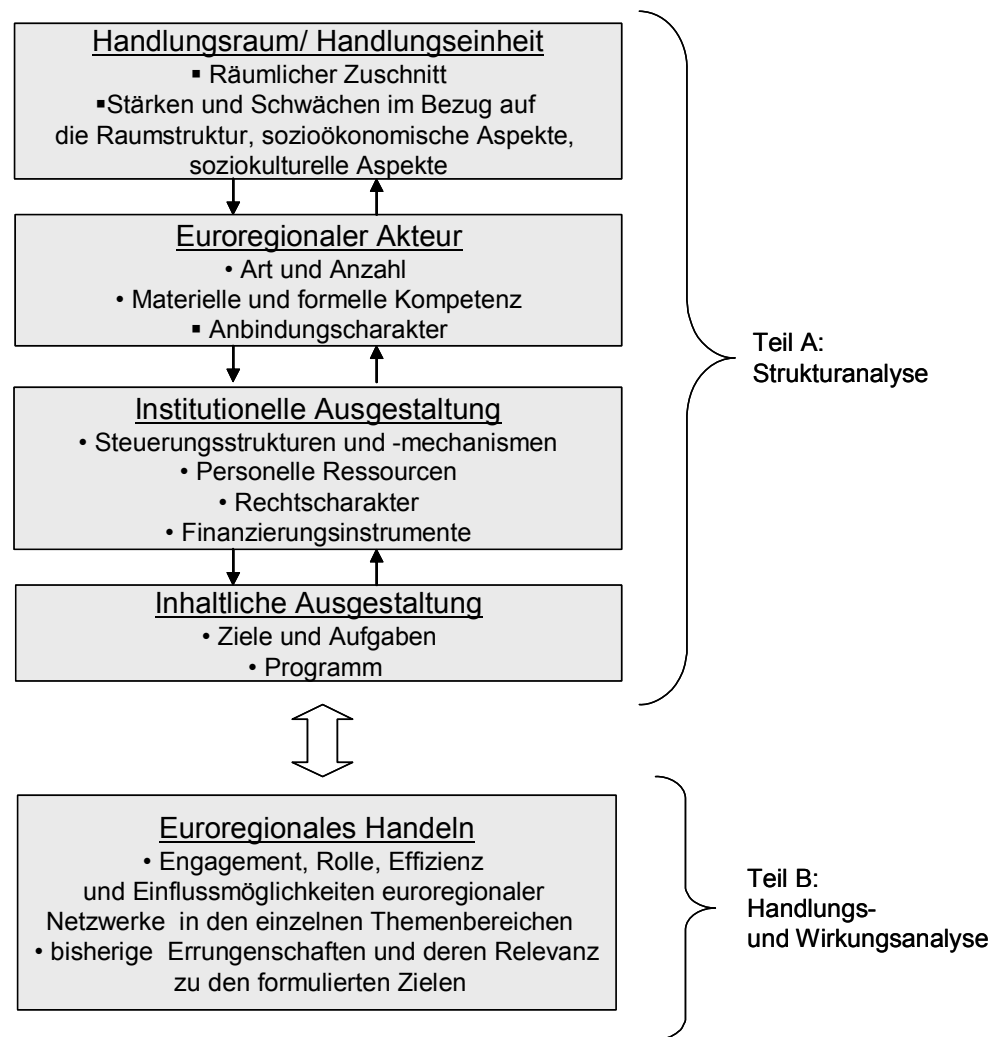 Handlungsraum/ Handlungseinheit
▪ Räumlicher Zuschnitt
▪Stärken und Schwächen im Bezug auf
die Raumstruktur, sozioökonomische Aspekte,
soziokulturelle Aspekte
Euroregionaler Akteur
• Art und Anzahl
• Materielle und formelle Kompetenz
▪ Anbindungscharakter
Institutionelle Ausgestaltung
• Steuerungsstrukturen und -mechanismen
• Personelle Ressourcen
• Rechtscharakter
• Finanzierungsinstrumente
Inhaltliche Ausgestaltung
• Ziele und Aufgaben
• Programm
Teil A:
Strukturanalyse
Euroregionales Handeln
• Engagement, Rolle, Effizienz
und Einflussmöglichkeiten euroregionaler
Netzwerke in den einzelnen Themenbereichen
• bisherige Errungenschaften und deren Relevanz
zu den formulierten Zielen
Teil B:
Handlungs-
und Wirkungsanalyse